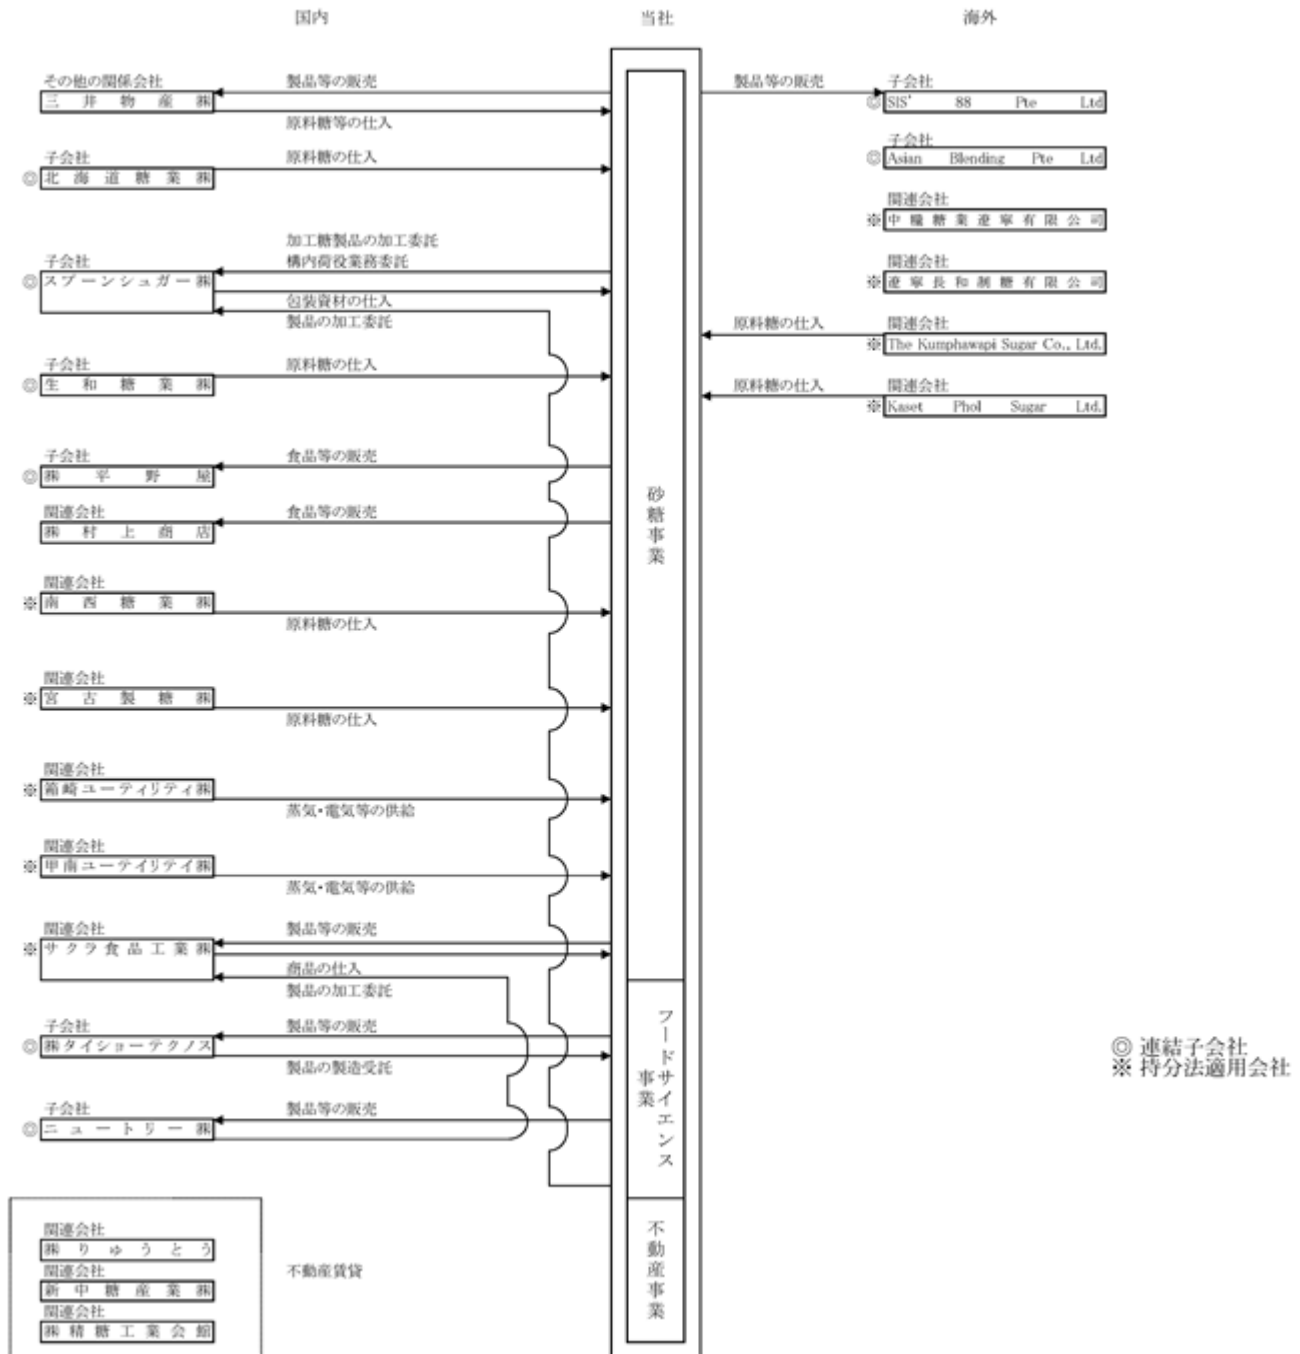 国内
当社
海外
その他の関係会社
三井物産㈱
製品等の販売
原料糖等の仕入
子会社
◎北海道糖業㈱
原料糖の仕入
加工糖製品の加工委託
構内荷役業務委託
子会社
◎スプーンシュガー㈱
包装資材の仕入
製品の加工委託
子会社
◎生和糖業㈱
原料糖の仕入
子会社
◎㈱平野屋
食品等の販売
関連会社
㈱村上商店
食品等の販売
関連会社
※南西糖業㈱
原料糖の仕入
関連会社
※宮古製糖㈱
原料糖の仕入
関連会社
※箱崎ユーティリティ㈱
蒸気・電気等の供給
関連会社
※甲南ユーテイリテイ㈱
蒸気・電気等の供給
関連会社
※サクラ食品工業㈱
製品等の販売
商品の仕入
製品の加工委託
子会社
◎㈱タイショーテクノス
製品等の販売
製品の製造受託
子会社
◎ニュートリー㈱
製品等の販売
関連会社
㈱りゅうとう
関連会社
新中糖産業㈱
関連会社
㈱精糖工業会館
不動産賃貸
砂糖事業
フードサイエンス
事業
不動産事業
製品等の販売
子会社
◎SIS' 88 Pte Ltd
子会社
◎Asian Blending Pte Ltd
関連会社
※中糧糖業遼寧有限公司
関連会社
※遼寧長和制糖有限公司
原料糖の仕入
関連会社
※The Kumphawapi Sugar Co., Ltd.
原料糖の仕入
関連会社
※Kaset Phol Sugar Ltd.
◎ 連結子会社
※ 持分法適用会社